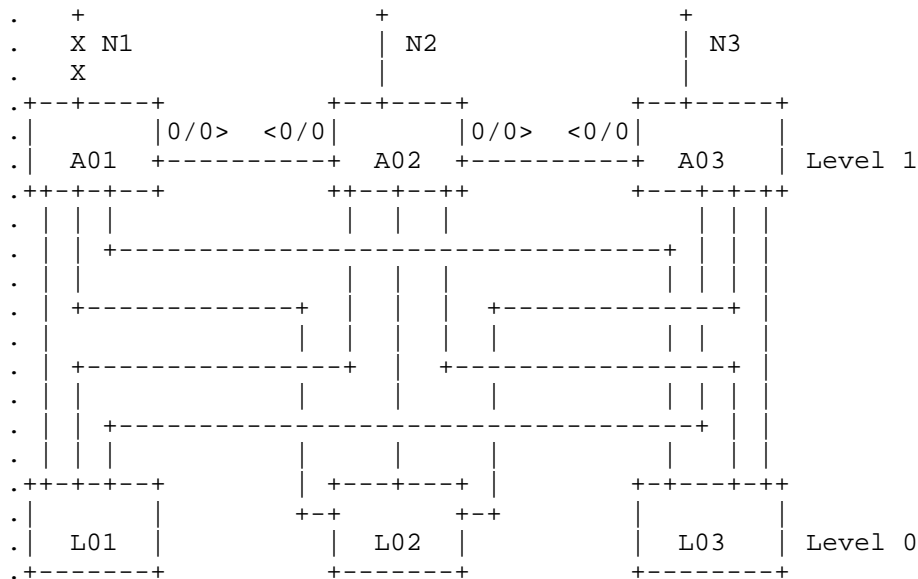 N1 N2 N3
X
X
0/0> <0/0 0/0> <0/0
A01 A02 A03 Level 1
L01 L02 L03 Level 0